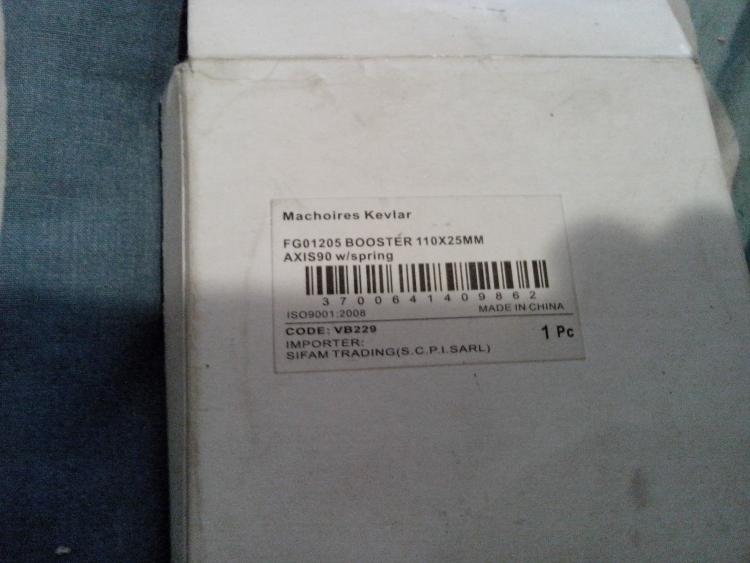 Machoires Kevlar
FG01205 BOOSTER 110X25MM
AXIS90 w/spring
3700641409862
ISO9001:2008 MADE IN CHINA
CODE: VB229 1 Pc
IMPORTER:
SIFAM TRADING(S.C.P.I.SARL)